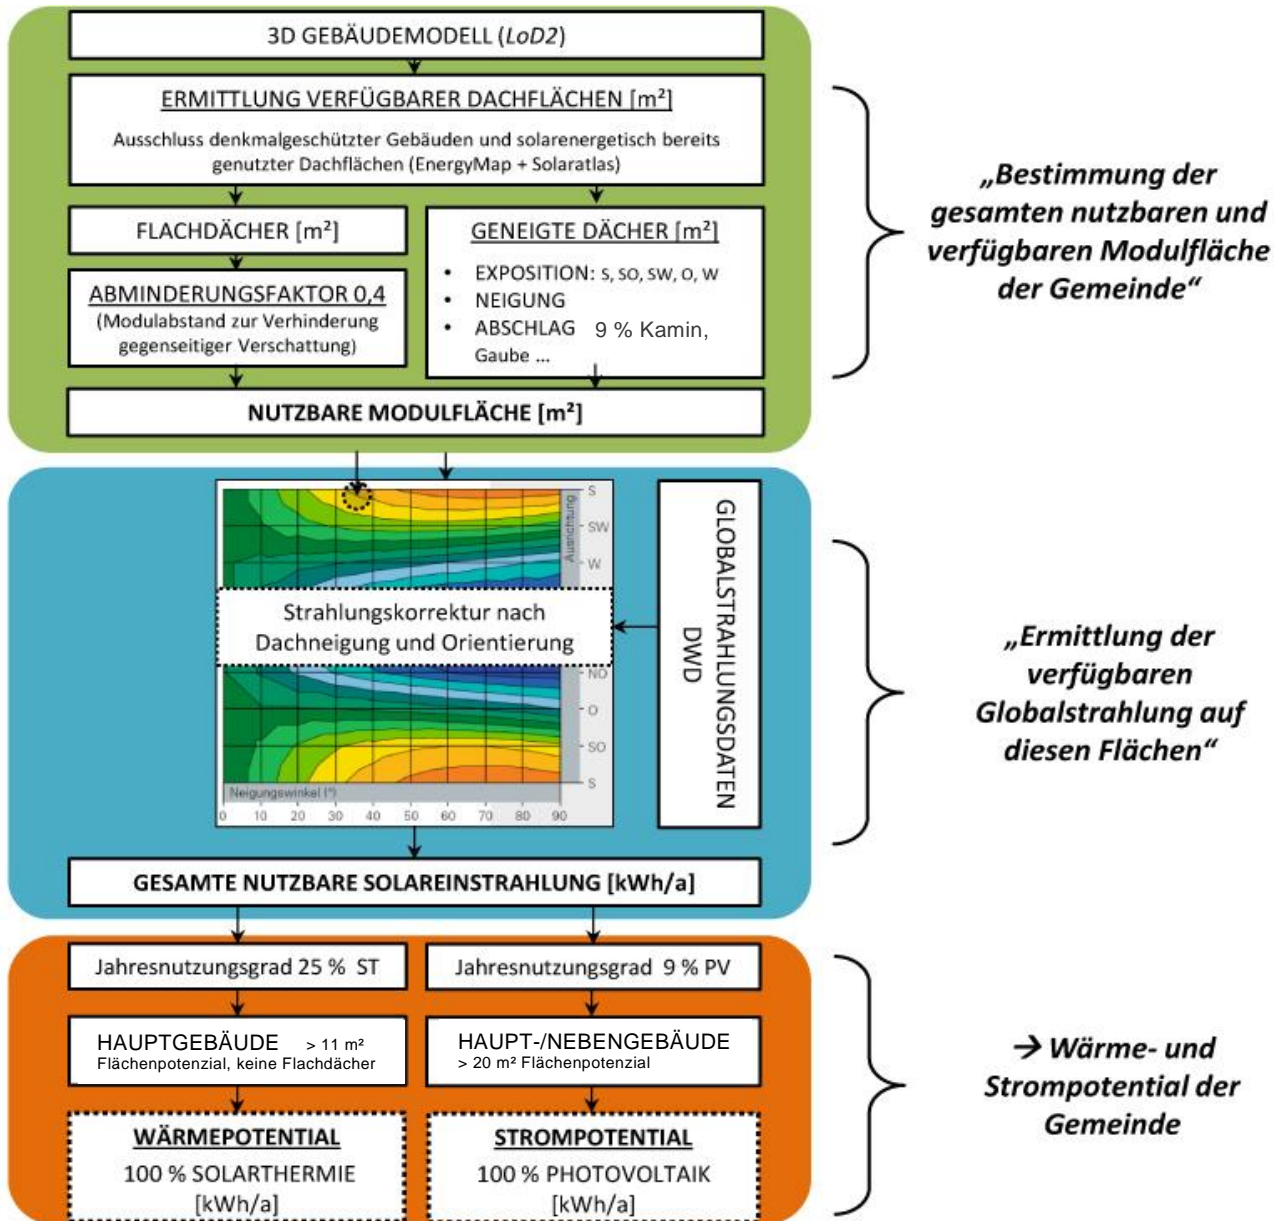 3D GEBÄUDEMODELL (LoD2)
ERMITTLUNG VERFÜGBARER DACHFLÄCHEN [m²]
Ausschluss denkmalgeschützter Gebäuden und solarenergetisch bereits
genutzter Dachflächen (EnergyMap + Solaratlas)
FLACHDÄCHER [m²]
ABMINDERUNGSFAKTOR 0,4
(Modulabstand zur Verhinderung
gegenseitiger Verschattung)
GENEIGTE DÄCHER [m²]
• EXPOSITION: S, SO, SW, O, W
• NEIGUNG
• ABSCHLAG 9 % Kamin,
Gaube ...
NUTZBARE MODULFLÄCHE [m²]
„Bestimmung der
gesamten nutzbaren und
verfügbaren Modulfläche
der Gemeinde“
Ausrichtung
S
SW
W
Strahlungskorrektur nach
Dachneigung und Orientierung
NO
O
SO
S
Neigungswinkel (°)
0 10 20 30 40 50 60 70 80 90
GLOBALSTRAHLUNGSDATEN
DWD
„Ermittlung der
verfügbaren
Globalstrahlung auf
diesen Flächen“
GESAMTE NUTZBARE SOLAREINSTRAHLUNG [kWh/a]
Jahresnutzungsgrad 25 % ST
HAUPTGEBÄUDE > 11 m²
Flächenpotenzial, keine Flachdächer
WÄRMEPOTENTIAL
100 % SOLARTHERMIE
[kWh/a]
Jahresnutzungsgrad 9 % PV
HAUPT-/NEBENGEBÄUDE
> 20 m² Flächenpotenzial
STROMPOTENTIAL
100 % PHOTOVOLTAIK
[kWh/a]
→ Wärme- und
Strompotential der
Gemeinde